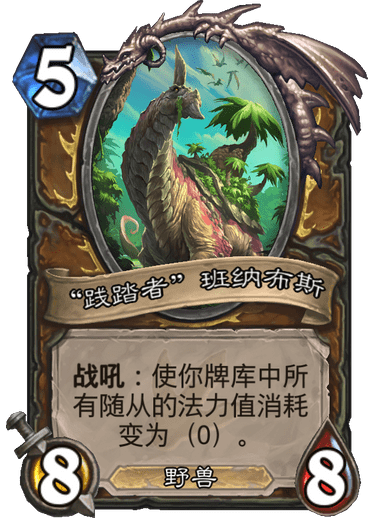 5
“践踏者” 班纳布斯
战吼：使你牌库中所
有随从的法力值消耗
变为（0）。
8
野兽
8